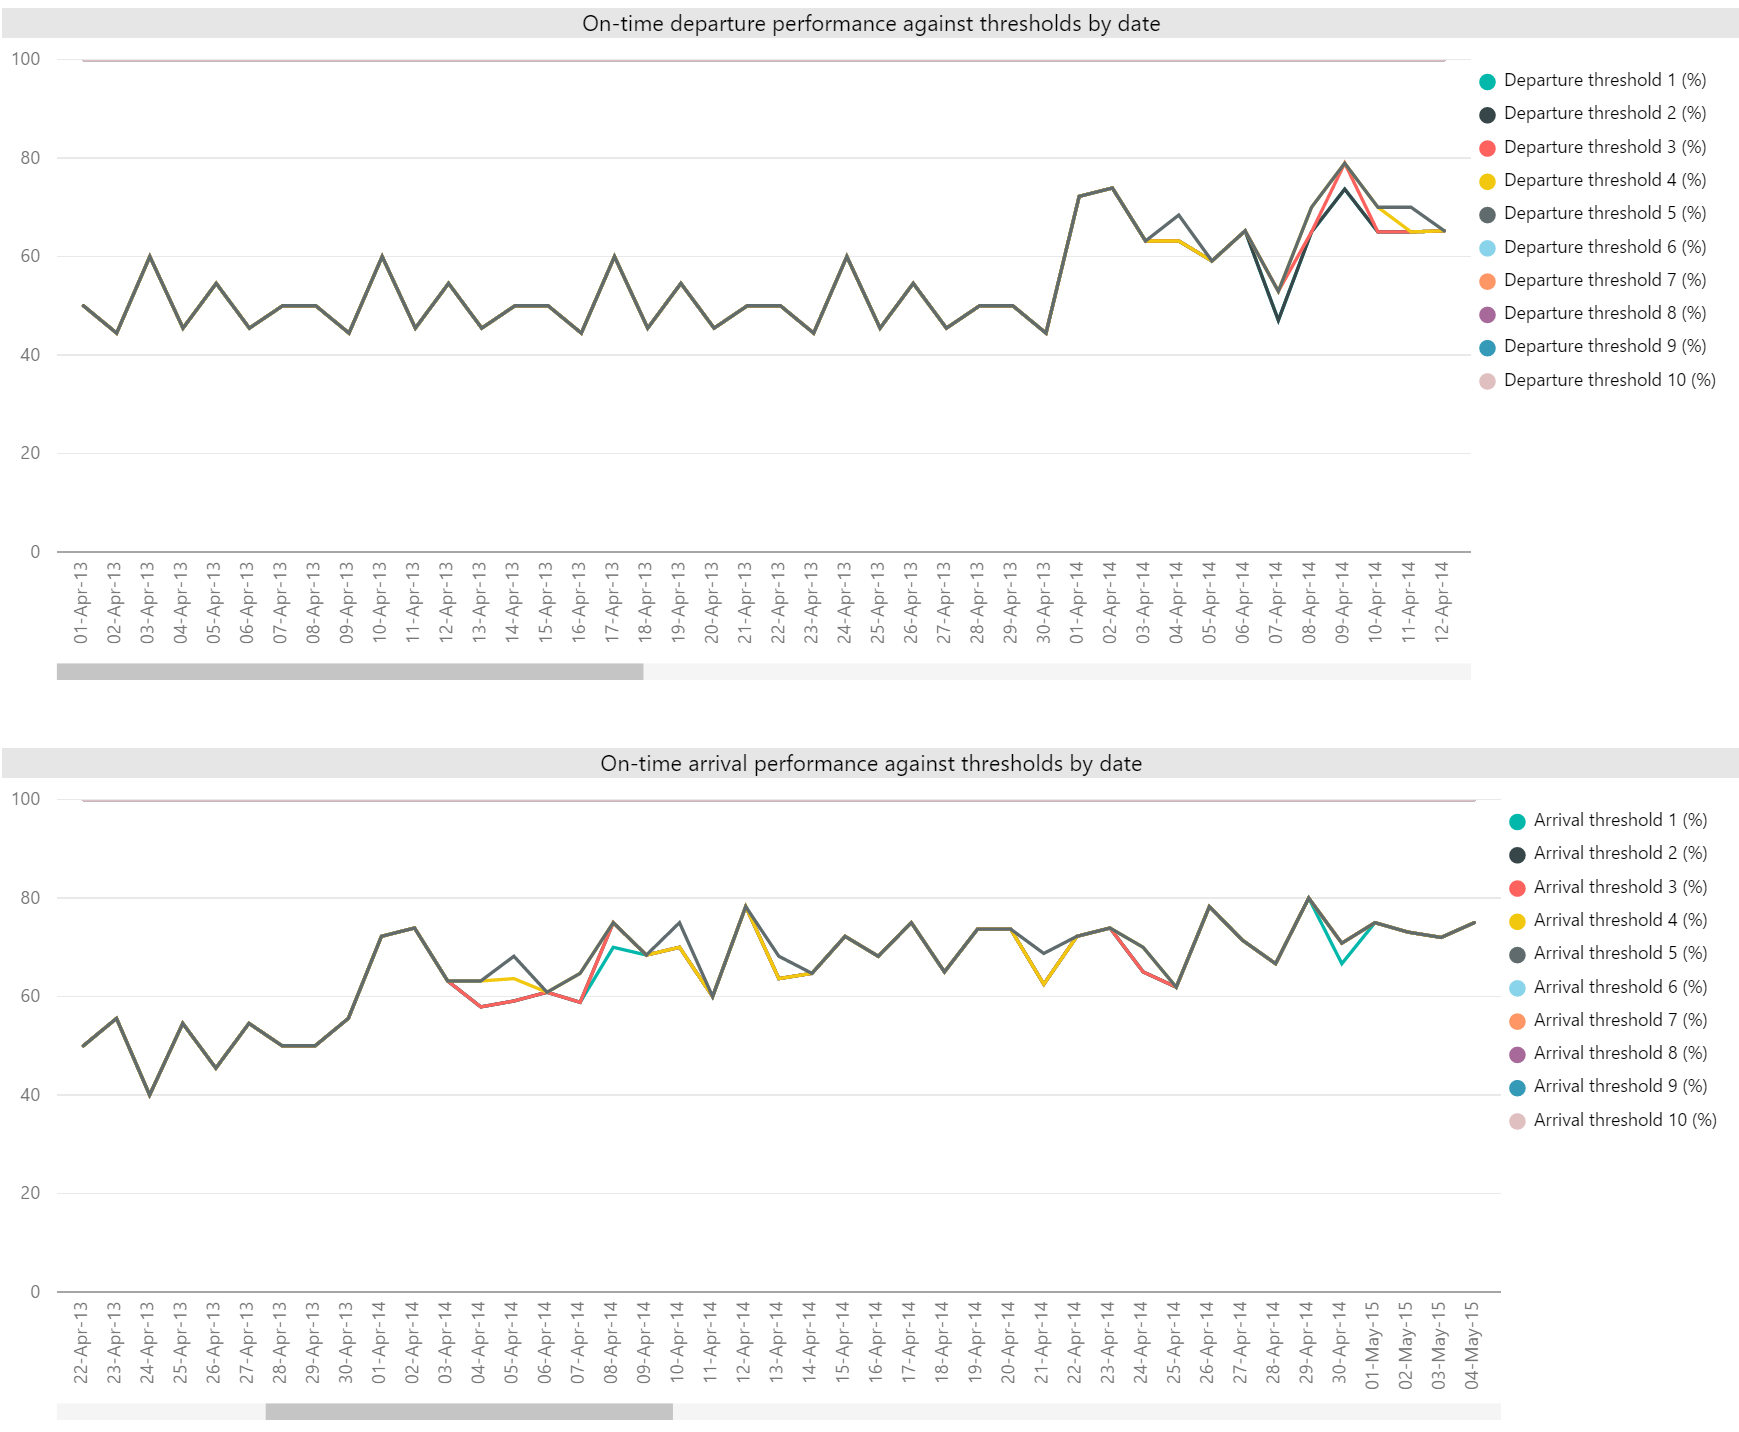 On-time departure performance against thresholds by date
100
80
60
40
20
0
Departure threshold 1 (%)
Departure threshold 2 (%)
Departure threshold 3 (%)
Departure threshold 4 (%)
Departure threshold 5 (%)
Departure threshold 6 (%)
Departure threshold 7 (%)
Departure threshold 8 (%)
Departure threshold 9 (%)
Departure threshold 10 (%)
01-Apr-13
02-Apr-13
03-Apr-13
04-Apr-13
05-Apr-13
06-Apr-13
07-Apr-13
08-Apr-13
09-Apr-13
10-Apr-13
11-Apr-13
12-Apr-13
13-Apr-13
14-Apr-13
15-Apr-13
16-Apr-13
17-Apr-13
18-Apr-13
19-Apr-13
20-Apr-13
21-Apr-13
22-Apr-13
23-Apr-13
24-Apr-13
25-Apr-13
26-Apr-13
27-Apr-13
28-Apr-13
29-Apr-13
30-Apr-13
01-Apr-14
02-Apr-14
03-Apr-14
04-Apr-14
05-Apr-14
06-Apr-14
07-Apr-14
08-Apr-14
09-Apr-14
10-Apr-14
11-Apr-14
12-Apr-14
On-time arrival performance against thresholds by date
100
80
60
40
20
0
Arrival threshold 1 (%)
Arrival threshold 2 (%)
Arrival threshold 3 (%)
Arrival threshold 4 (%)
Arrival threshold 5 (%)
Arrival threshold 6 (%)
Arrival threshold 7 (%)
Arrival threshold 8 (%)
Arrival threshold 9 (%)
Arrival threshold 10 (%)
22-Apr-13
23-Apr-13
24-Apr-13
25-Apr-13
26-Apr-13
27-Apr-13
28-Apr-13
29-Apr-13
30-Apr-13
01-Apr-14
02-Apr-14
03-Apr-14
04-Apr-14
05-Apr-14
06-Apr-14
07-Apr-14
08-Apr-14
09-Apr-14
10-Apr-14
11-Apr-14
12-Apr-14
13-Apr-14
14-Apr-14
15-Apr-14
16-Apr-14
17-Apr-14
18-Apr-14
19-Apr-14
20-Apr-14
21-Apr-14
22-Apr-14
23-Apr-14
24-Apr-14
25-Apr-14
26-Apr-14
27-Apr-14
28-Apr-14
29-Apr-14
30-Apr-14
01-May-15
02-May-15
03-May-15
04-May-15